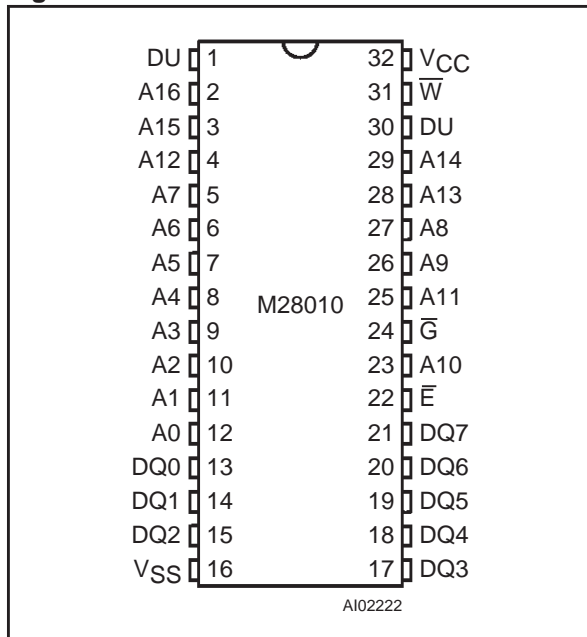 DU 1 32 VCC
A16 2 31 W̅
A15 3 30 DU
A12 4 29 A14
A7 5 28 A13
A6 6 27 A8
A5 7 26 A9
A4 8 25 A11
M28010
A3 9 24 G̅
A2 10 23 A10
A1 11 22 E̅
A0 12 21 DQ7
DQ0 13 20 DQ6
DQ1 14 19 DQ5
DQ2 15 18 DQ4
VSS 16 17 DQ3
AI02222